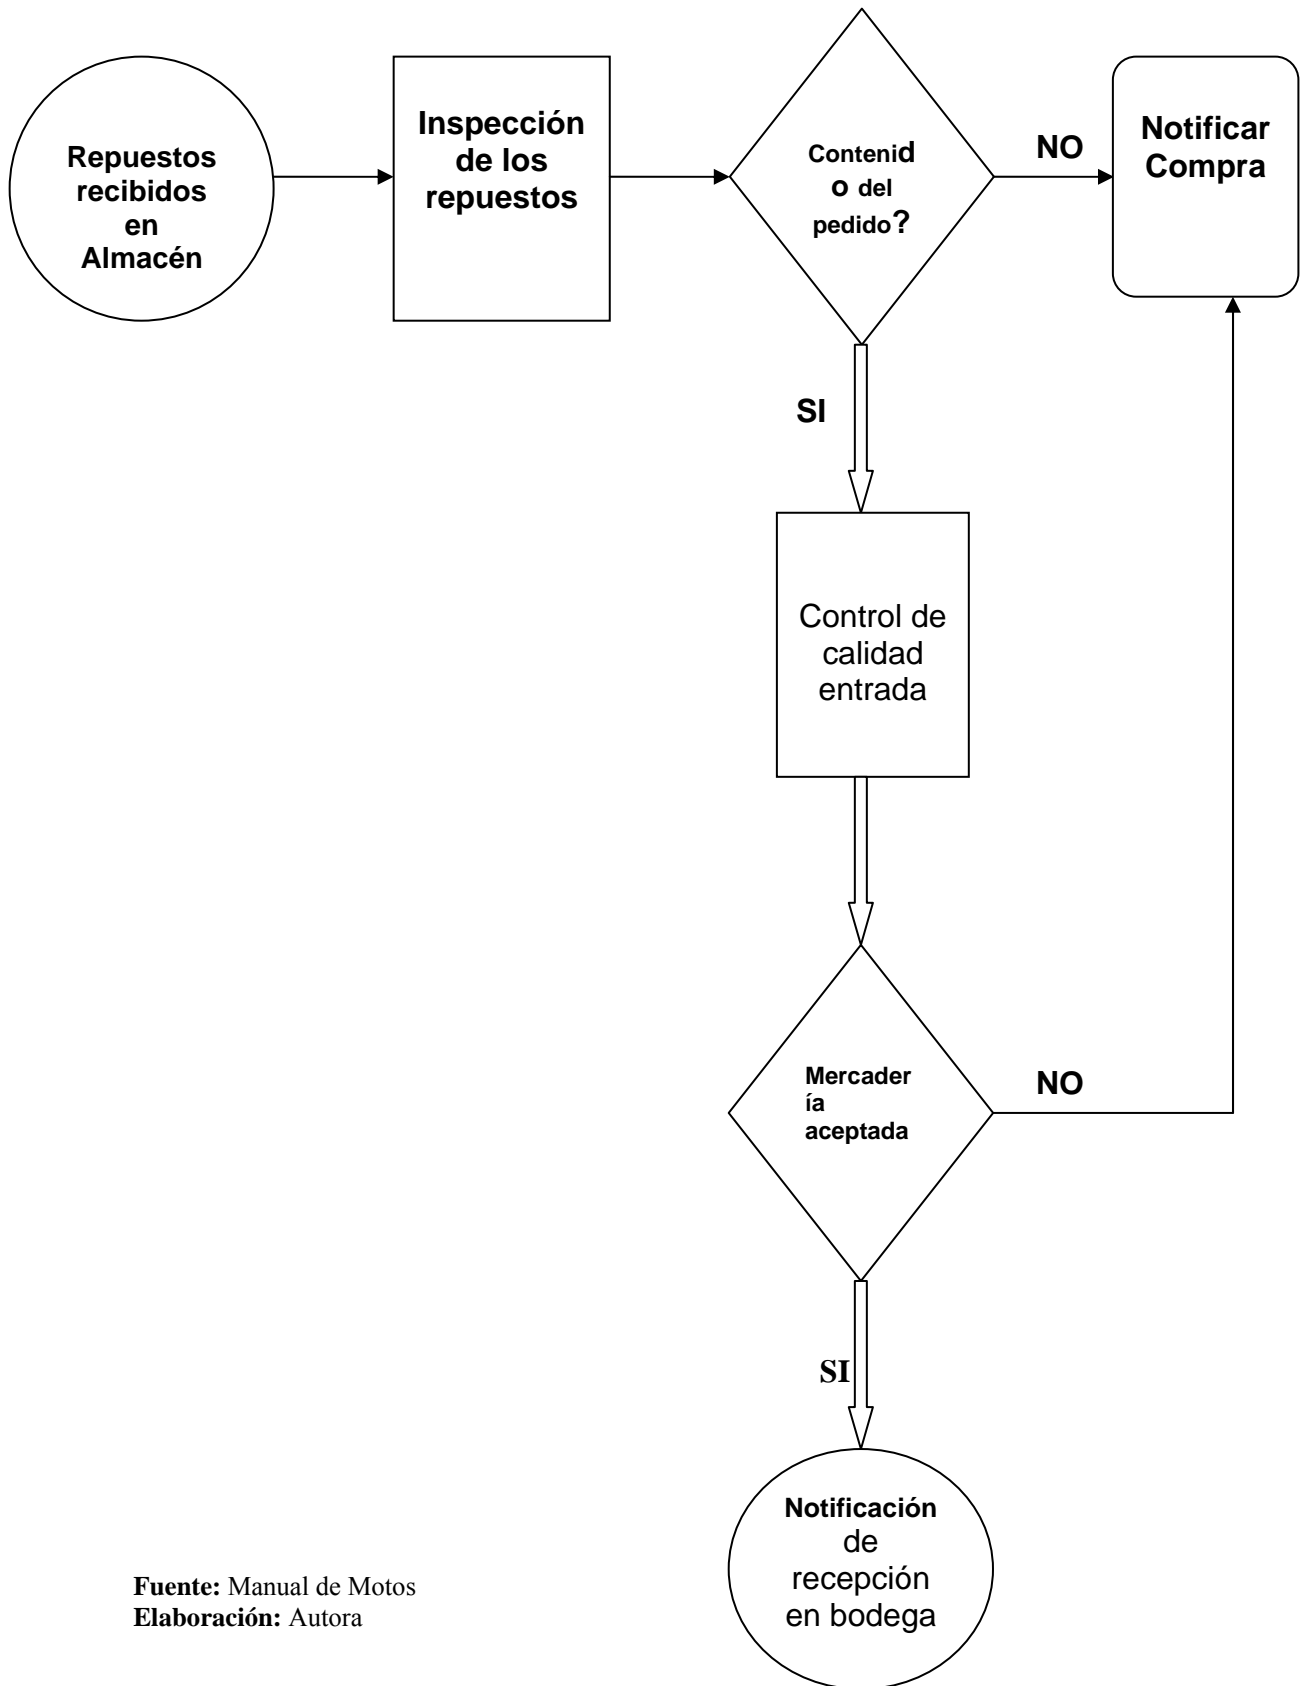 Repuestos
recibidos
en
Almacén
Inspección
de los
repuestos
Contenid
o del
pedido?
NO
Notificar
Compra
SI
Control de
calidad
entrada
Mercader
ía
aceptada
NO
SI
Notificación
de
recepción
en bodega
Fuente: Manual de Motos
Elaboración: Autora